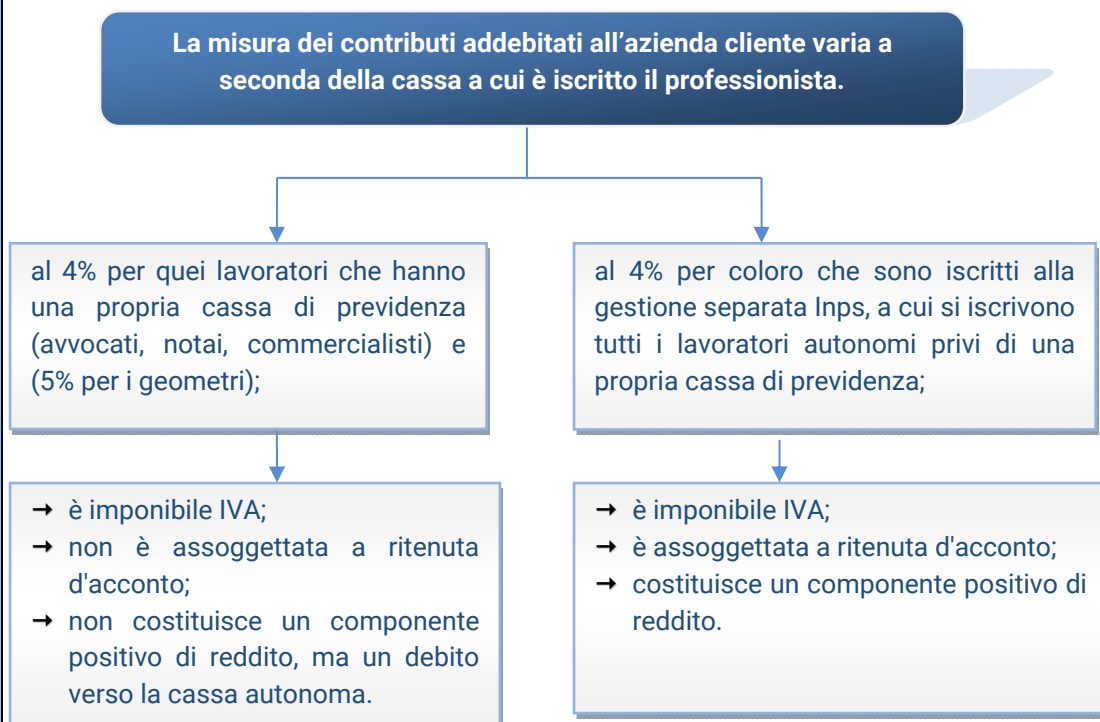 La misura dei contributi addebitati all’azienda cliente varia a
seconda della cassa a cui è iscritto il professionista.
al 4% per quei lavoratori che hanno
una propria cassa di previdenza
(avvocati, notai, commercialisti) e
(5% per i geometri);
al 4% per coloro che sono iscritti alla
gestione separata Inps, a cui si iscrivono
tutti i lavoratori autonomi privi di una
propria cassa di previdenza;
→ è imponibile IVA;
→ non è assoggettata a ritenuta
d'acconto;
→ non costituisce un componente
positivo di reddito, ma un debito
verso la cassa autonoma.
→ è imponibile IVA;
→ è assoggettata a ritenuta d'acconto;
→ costituisce un componente positivo di
reddito.